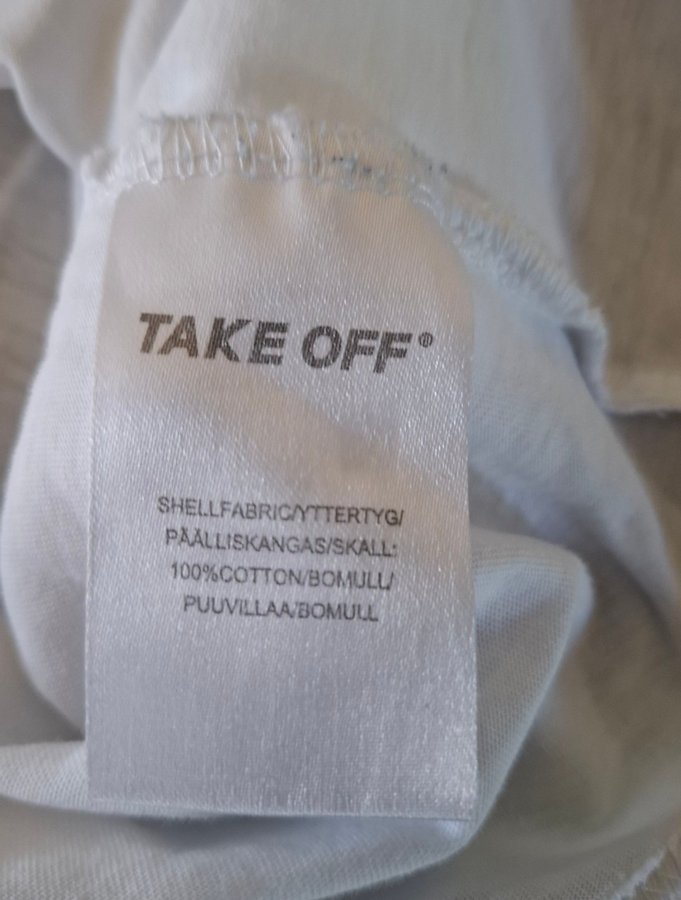 TAKE OFF®
SHELLFABRIC/YTTERTYG/
PÄÄLLISKANGAS/SKALL:
100%COTTON/BOMULL/
PUUVILLAA/BOMULL